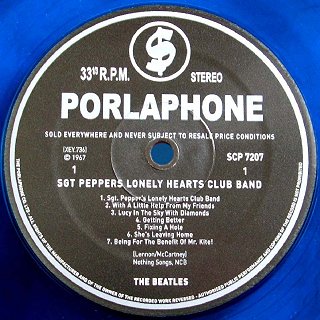 33⅓ R.P.M.
STEREO
PORLAPHONE
SOLD EVERYWHERE AND NEVER SUBJECT TO RESALE PRICE CONDITIONS
(XEY.736)
℗ 1967
SCP 7207
1
1
SGT PEPPERS LONELY HEARTS CLUB BAND
1. Sgt. Pepper's Lonely Hearts Club Band
2. With A Little Help From My Friends
3. Lucy In The Sky With Diamonds
4. Getting Better
5. Fixing A Hole
6. She's Leaving Home
7. Being For The Benefit Of Mr. Kite!
(Lennon/McCartney)
Nothing Songs, NCB
THE BEATLES